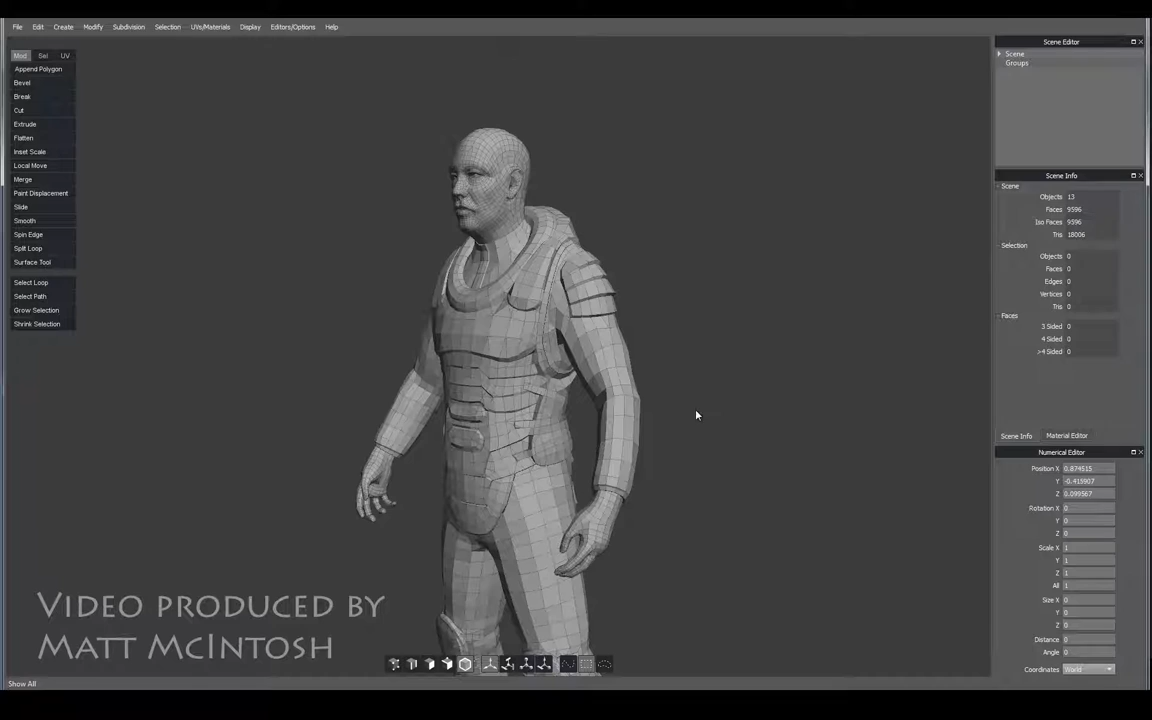 File Edit Create Modify Subdivision Selection UVs/Materials Display Editors/Options Help
Mod Sel UV
Append Polygon
Bevel
Break
Cut
Extrude
Flatten
Inset Scale
Local Move
Merge
Paint Displacement
Slide
Smooth
Spin Edge
Split Loop
Surface Tool
Select Loop
Select Path
Grow Selection
Shrink Selection
Scene Editor
Scene
Groups
Scene Info
Scene
Objects 13
Faces 9596
Iso Faces 9596
Tris 18006
Selection
Objects 0
Faces 0
Edges 0
Vertices 0
Tris 0
Faces
3 Sided 0
4 Sided 0
>4 Sided 0
Scene Info Material Editor
Numerical Editor
Position X 0.874515
Y -0.415907
Z 0.099567
Rotation X 0
Y 0
Z 0
Scale X 1
Y 1
Z 1
All 1
Size X 0
Y 0
Z 0
Distance 0
Angle 0
Coordinates World
Video produced by
Matt McIntosh
Show All